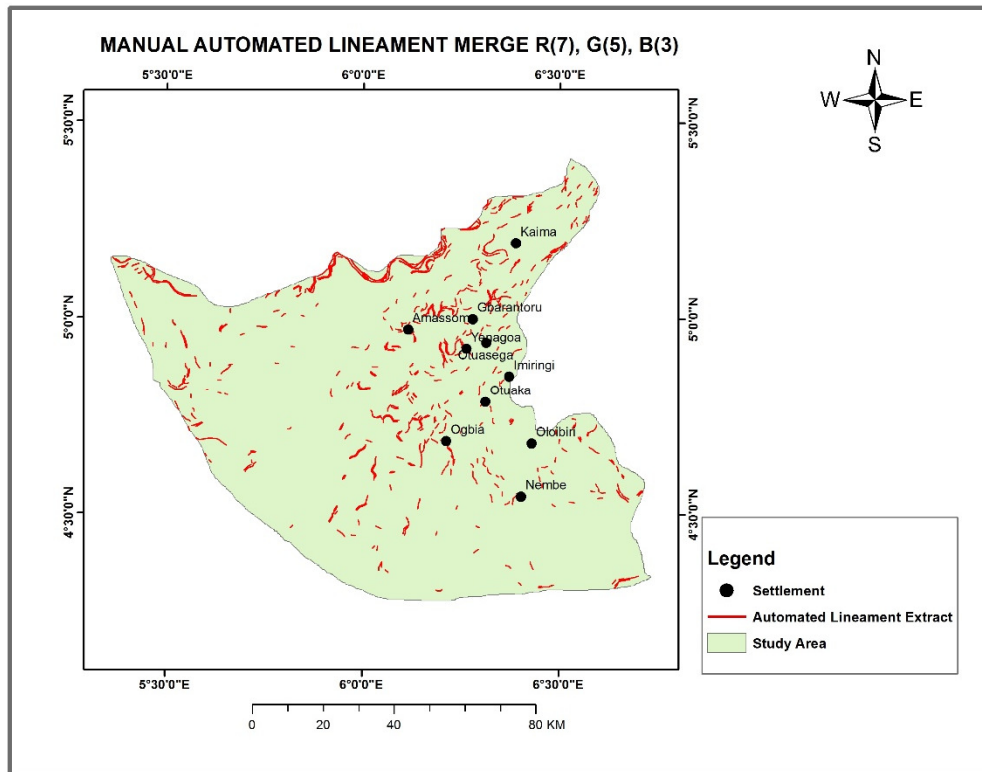 MANUAL AUTOMATED LINEAMENT MERGE R(7), G(5), B(3)
5°30'0"E 6°0'0"E 6°30'0"E
N
W E
S
5°30'0"N 5°30'0"N
Kaima
Gbarantoru
5°0'0"N Amassom 5°0'0"N
Yenagoa
Otuasega
Imiringi
Otuaka
Ogbia Oloibiri
Nembe
4°30'0"N 4°30'0"N
Legend
Settlement
Automated Lineament Extract
Study Area
5°30'0"E 6°0'0"E 6°30'0"E
0 20 40 80 KM